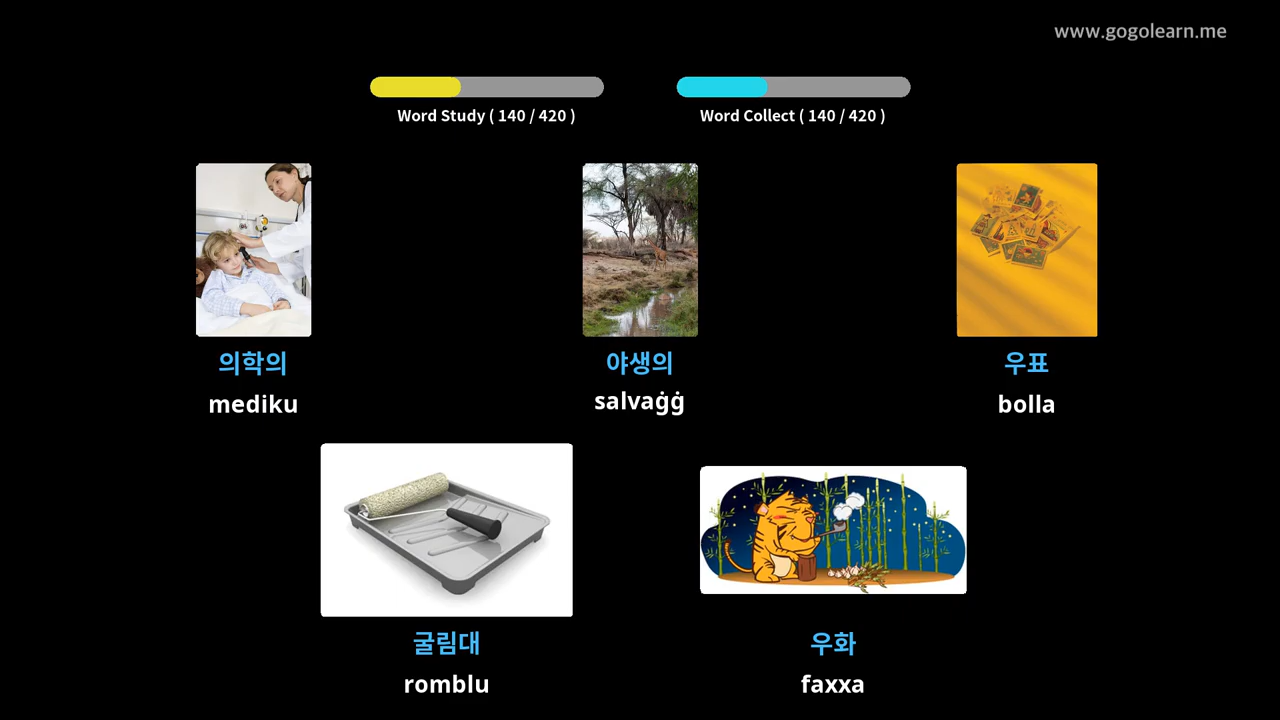 www.gogolearn.me
Word Study ( 140 / 420 )
Word Collect ( 140 / 420 )
의학의
mediku
야생의
salvaġġ
우표
bolla
굴림대
romblu
우화
faxxa